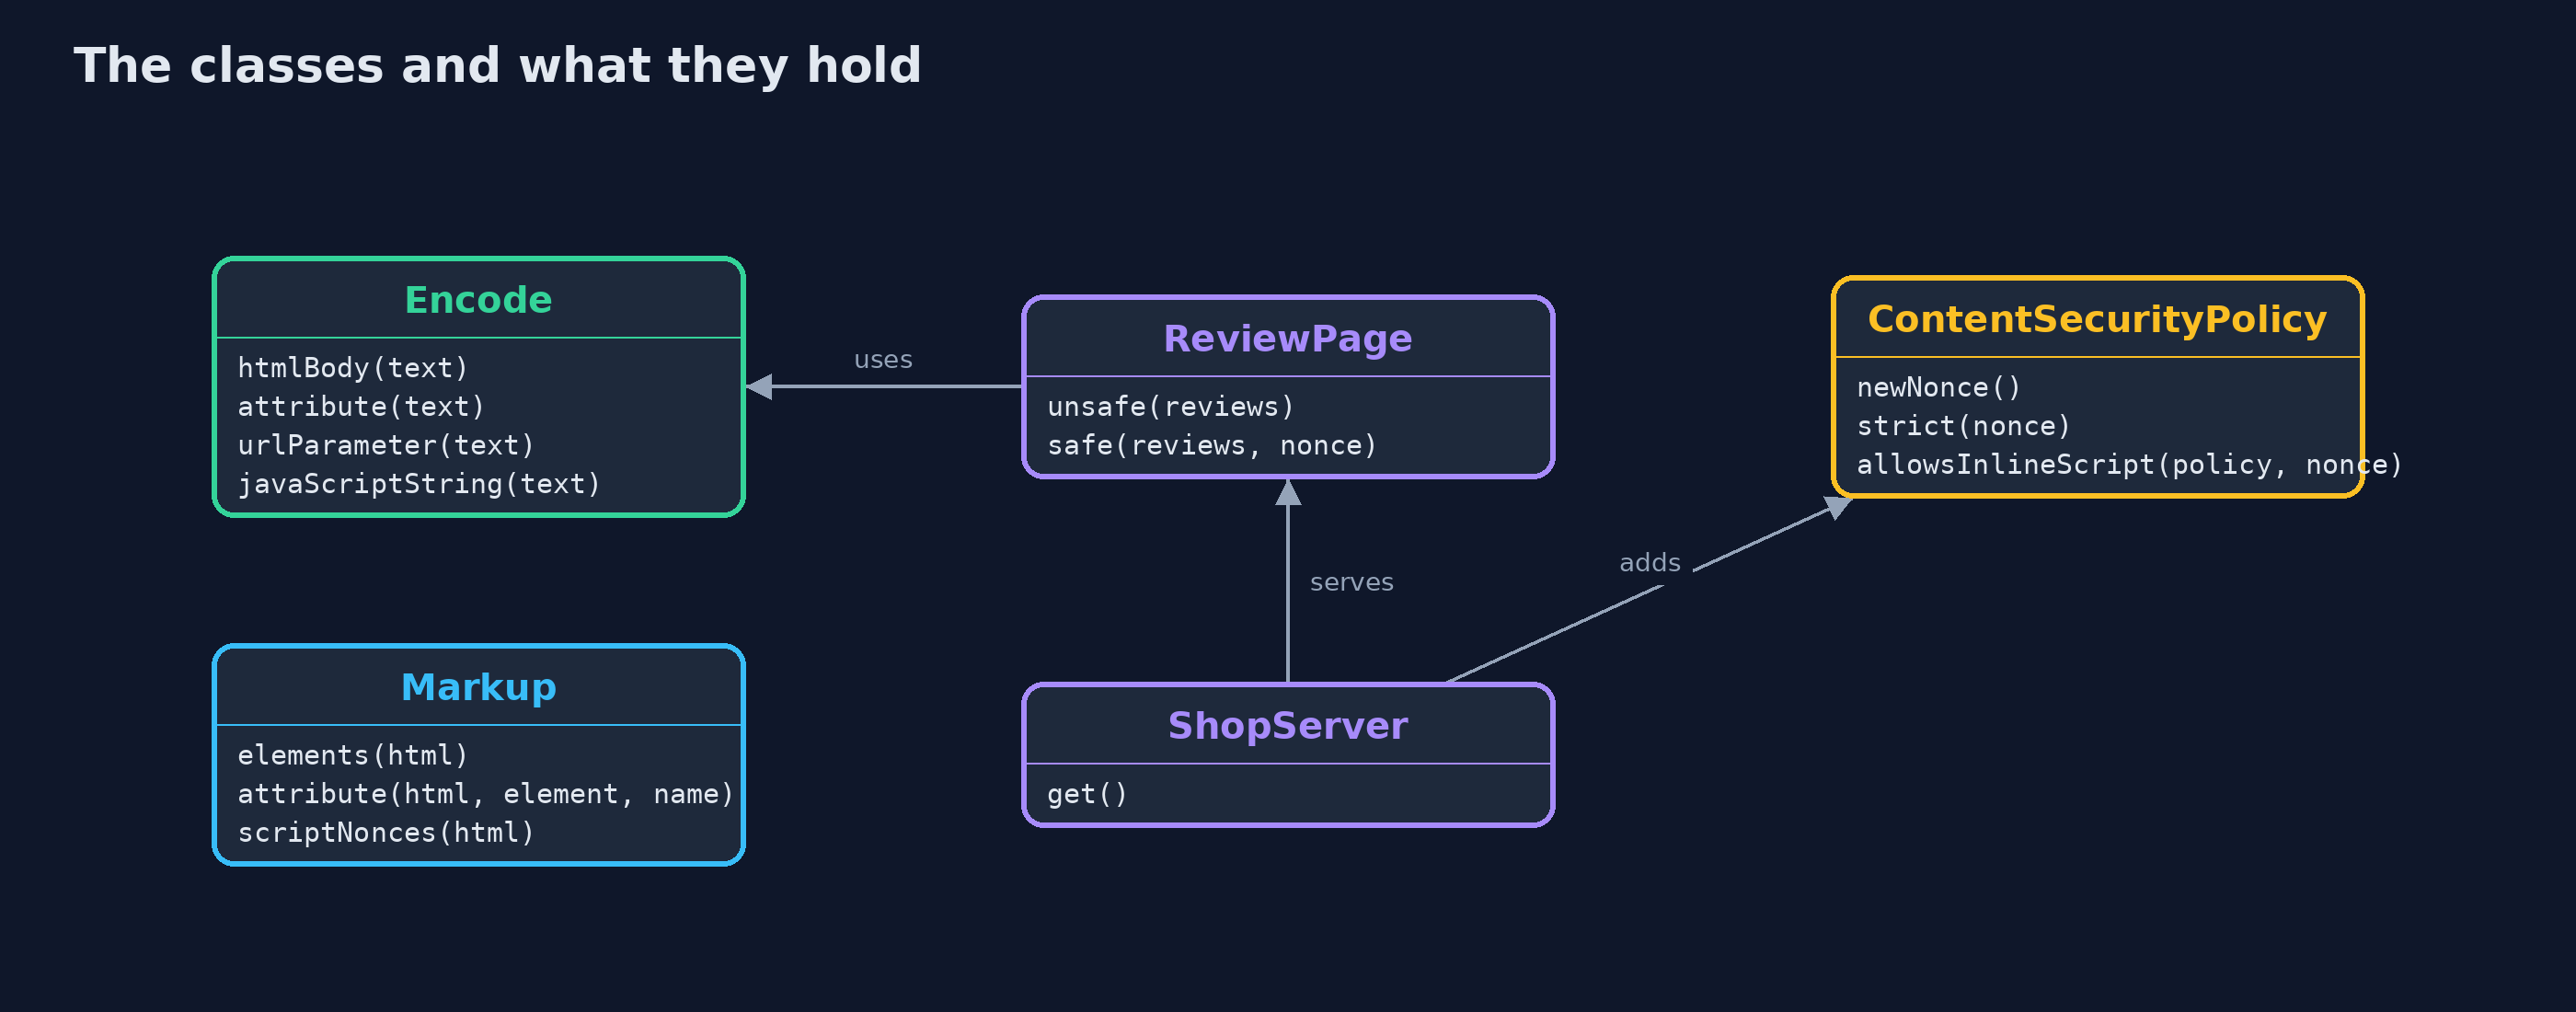 The classes and what they hold
Encode
htmlBody(text)
attribute(text)
urlParameter(text)
javaScriptString(text)
uses
ReviewPage
unsafe(reviews)
safe(reviews, nonce)
ContentSecurityPolicy
newNonce()
strict(nonce)
allowsInlineScript(policy, nonce)
adds
serves
Markup
elements(html)
attribute(html, element, name)
scriptNonces(html)
ShopServer
get()